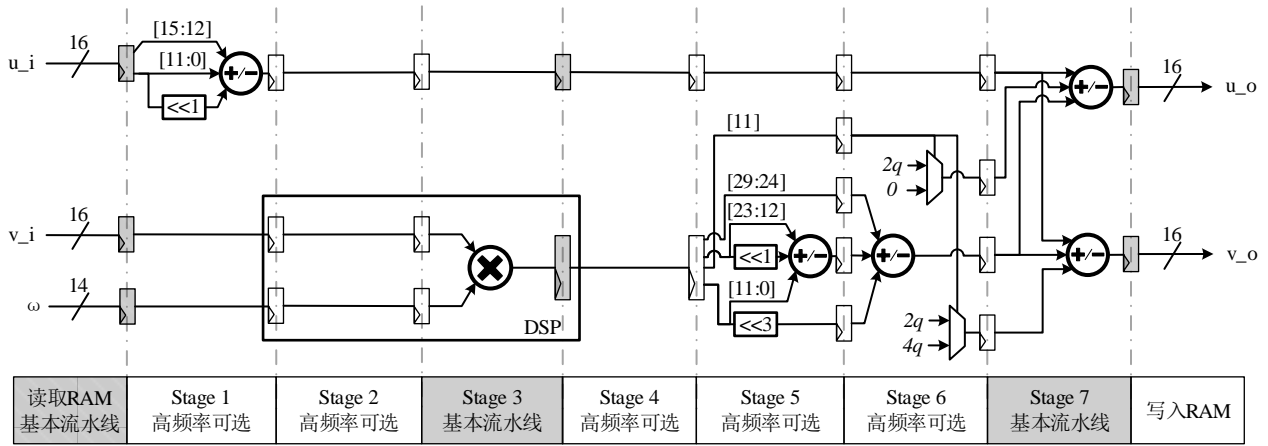 16
[15:12]
u_i
[11:0]
+/−
<<1
+/−
16
u_o
[11]
2q
0
[29:24]
16
[23:12]
v_i
<<1
+/−
+/−
+/−
16
v_o
14
[11:0]
ω
<<3
2q
4q
DSP
读取RAM
基本流水线
Stage 1
高频率可选
Stage 2
高频率可选
Stage 3
基本流水线
Stage 4
高频率可选
Stage 5
高频率可选
Stage 6
高频率可选
Stage 7
基本流水线
写入RAM